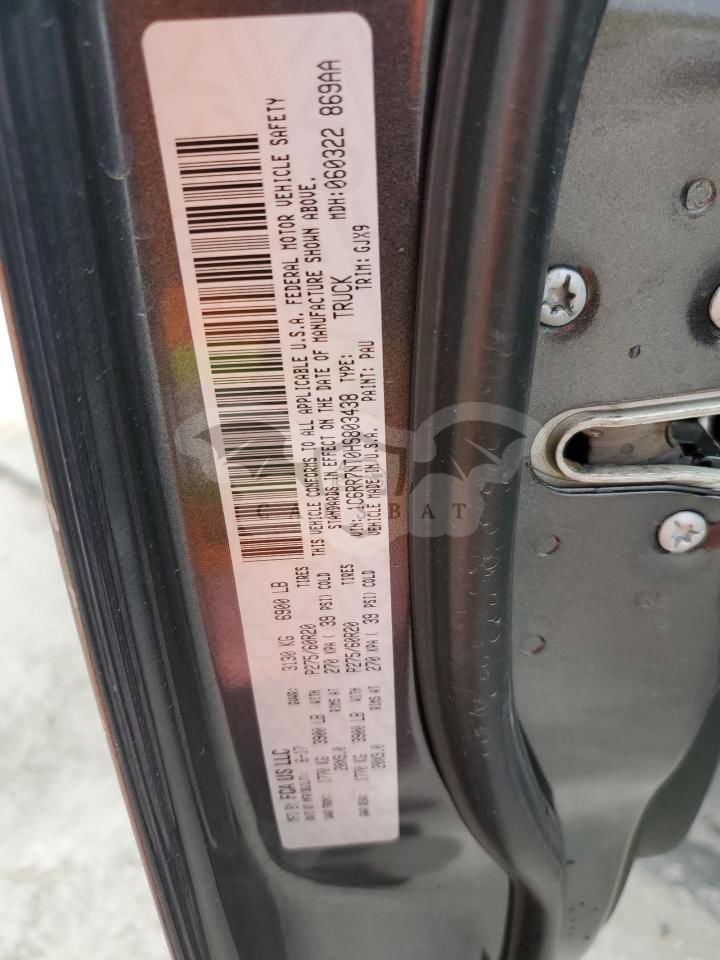 MFD BY: FCA US LLC
DATE OF MFR: 6-17 GVWR: 3130 KG 6900 LB
GAWR FRONT: 1770 KG 3900 LB WITH P275/60R20 TIRES
20X9.0 RIMS AT 270 KPA ( 39 PSI) COLD
GAWR REAR: 1770 KG 3900 LB WITH P275/60R20 TIRES
20X9.0 RIMS AT 270 KPA ( 39 PSI) COLD
THIS VEHICLE CONFORMS TO ALL APPLICABLE U.S.A. FEDERAL MOTOR VEHICLE SAFETY
STANDARDS IN EFFECT ON THE DATE OF MANUFACTURE SHOWN ABOVE.
VIN: 1C6RR7NT0HS803438 TYPE: TRUCK MDH:060322 869AA
VEHICLE MADE IN U.S.A. PAINT: PAU TRIM: GJX9